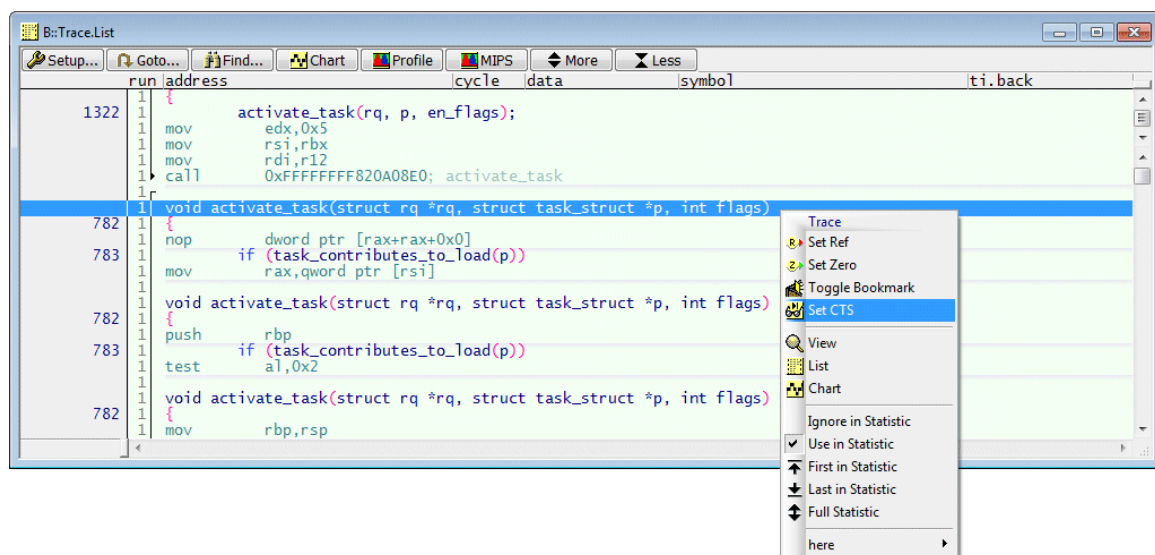 B::Trace.List
Setup... Goto... Find... Chart Profile MIPS More Less
run address cycle data symbol ti.back
1 {
1322 1 activate_task(rq, p, en_flags);
1 mov edx,0x5
1 mov rsi,rbx
1 mov rdi,r12
1 call 0xFFFFFFFF820A08E0; activate_task
1
1 void activate_task(struct rq *rq, struct task_struct *p, int flags)
782 1 {
1 nop dword ptr [rax+rax+0x0]
783 1 if (task_contributes_to_load(p))
1 mov rax,qword ptr [rsi]
1
1 void activate_task(struct rq *rq, struct task_struct *p, int flags)
782 1 {
1 push rbp
783 1 if (task_contributes_to_load(p))
1 test al,0x2
1
1 void activate_task(struct rq *rq, struct task_struct *p, int flags)
782 1 {
1 mov rbp,rsp
Trace
R Set Ref
Z Set Zero
Toggle Bookmark
Set CTS
View
List
Chart
Ignore in Statistic
Use in Statistic
First in Statistic
Last in Statistic
Full Statistic
here